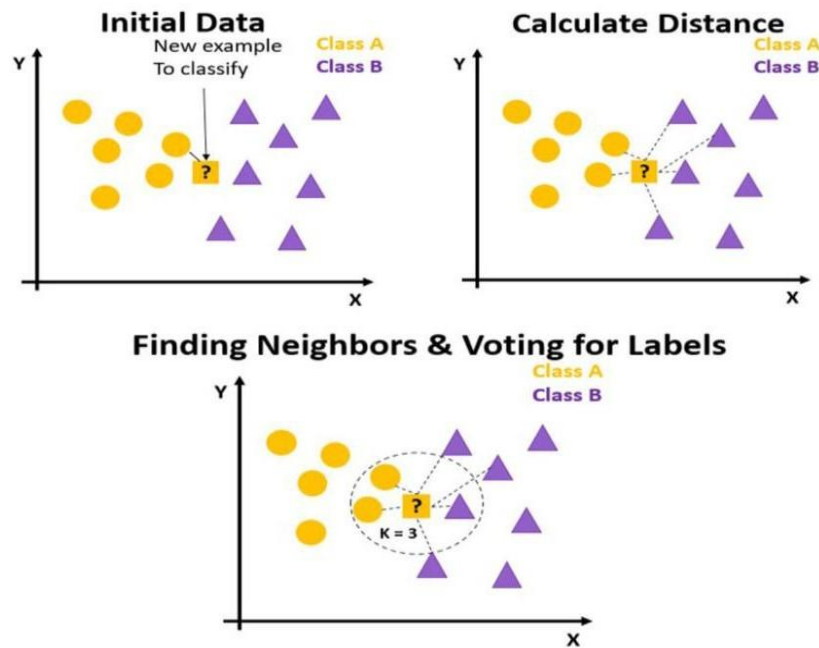 Initial Data
New example
To classify
Class A
Class B
Y
?
X
Calculate Distance
Class A
Class B
Y
?
X
Finding Neighbors & Voting for Labels
Class A
Class B
Y
?
K = 3
X